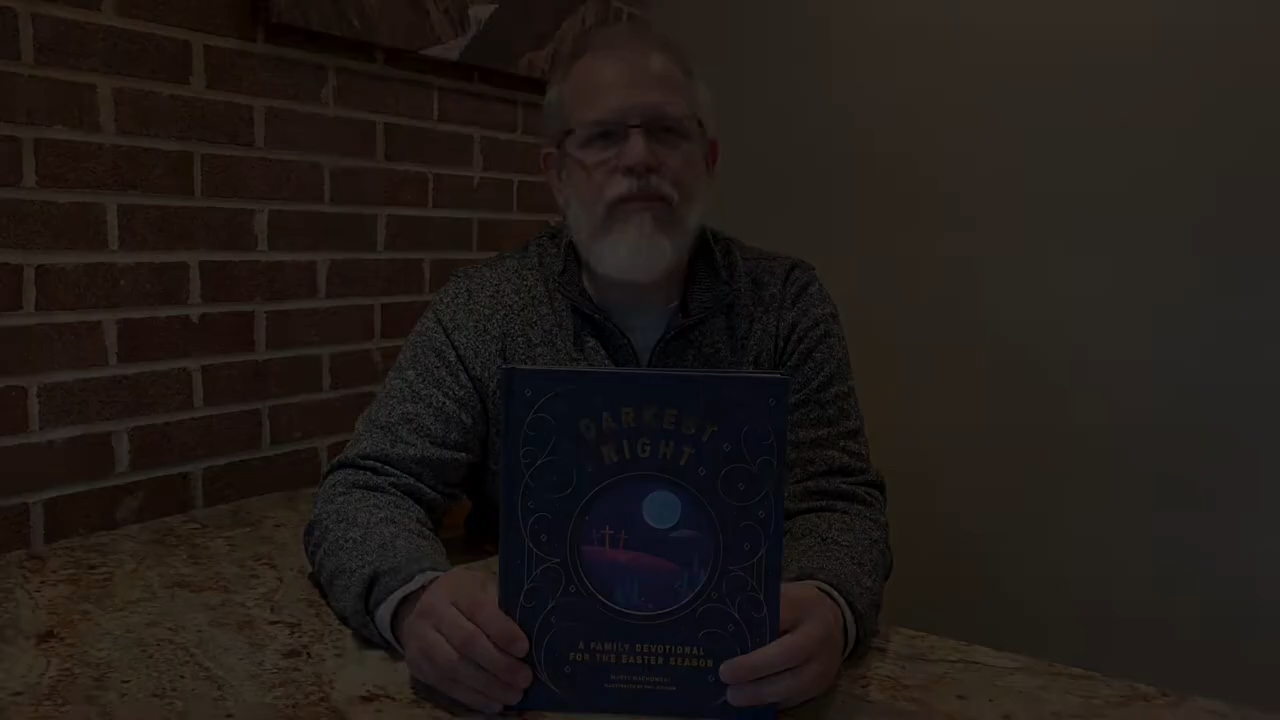 DARKEST
NIGHT
A FAMILY DEVOTIONAL
FOR THE EASTER SEASON